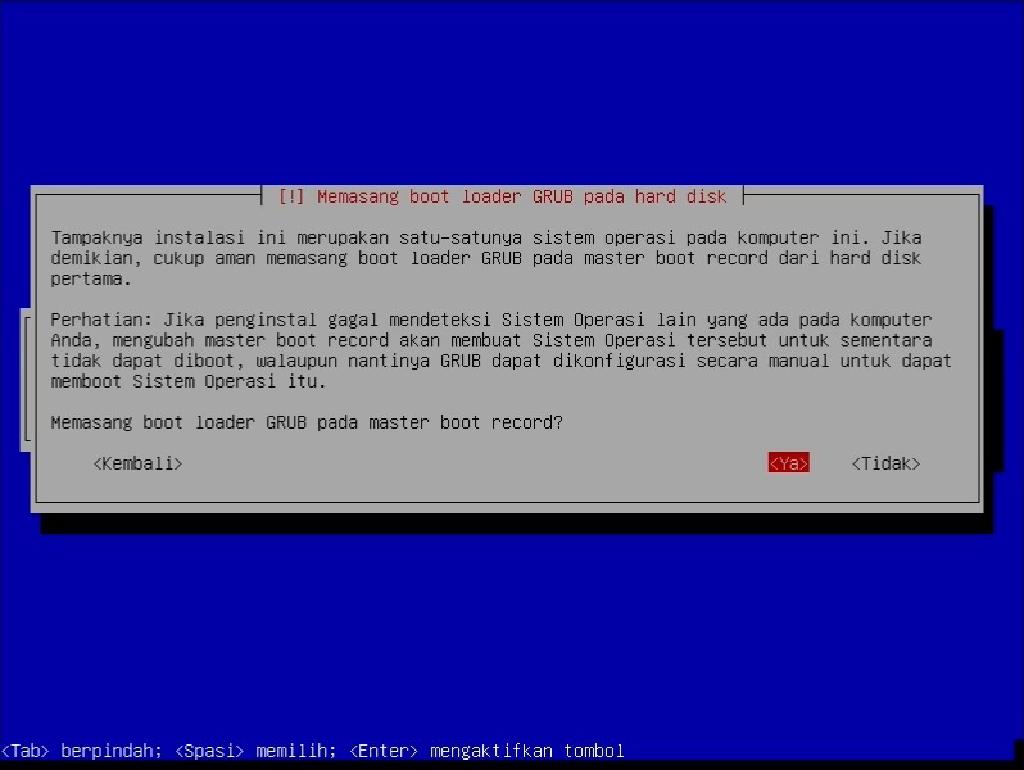 [!] Memasang boot loader GRUB pada hard disk
Tampaknya instalasi ini merupakan satu-satunya sistem operasi pada komputer ini. Jika
demikian, cukup aman memasang boot loader GRUB pada master boot record dari hard disk
pertama.
Perhatian: Jika penginstal gagal mendeteksi Sistem Operasi lain yang ada pada komputer
Anda, mengubah master boot record akan membuat Sistem Operasi tersebut untuk sementara
tidak dapat diboot, walaupun nantinya GRUB dapat dikonfigurasi secara manual untuk dapat
memboot Sistem Operasi itu.
Memasang boot loader GRUB pada master boot record?
<Kembali> <Ya> <Tidak>
<Tab> berpindah; <Spasi> memilih; <Enter> mengaktifkan tombol